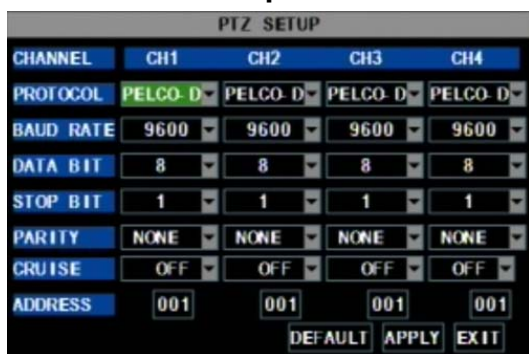 PTZ SETUP
CHANNEL CH1 CH2 CH3 CH4
PROTOCOL PELCO-D PELCO-D PELCO-D PELCO-D
BAUD RATE 9600 9600 9600 9600
DATA BIT 8 8 8 8
STOP BIT 1 1 1 1
PARITY NONE NONE NONE NONE
CRUISE OFF OFF OFF OFF
ADDRESS 001 001 001 001
DEFAULT APPLY EXIT